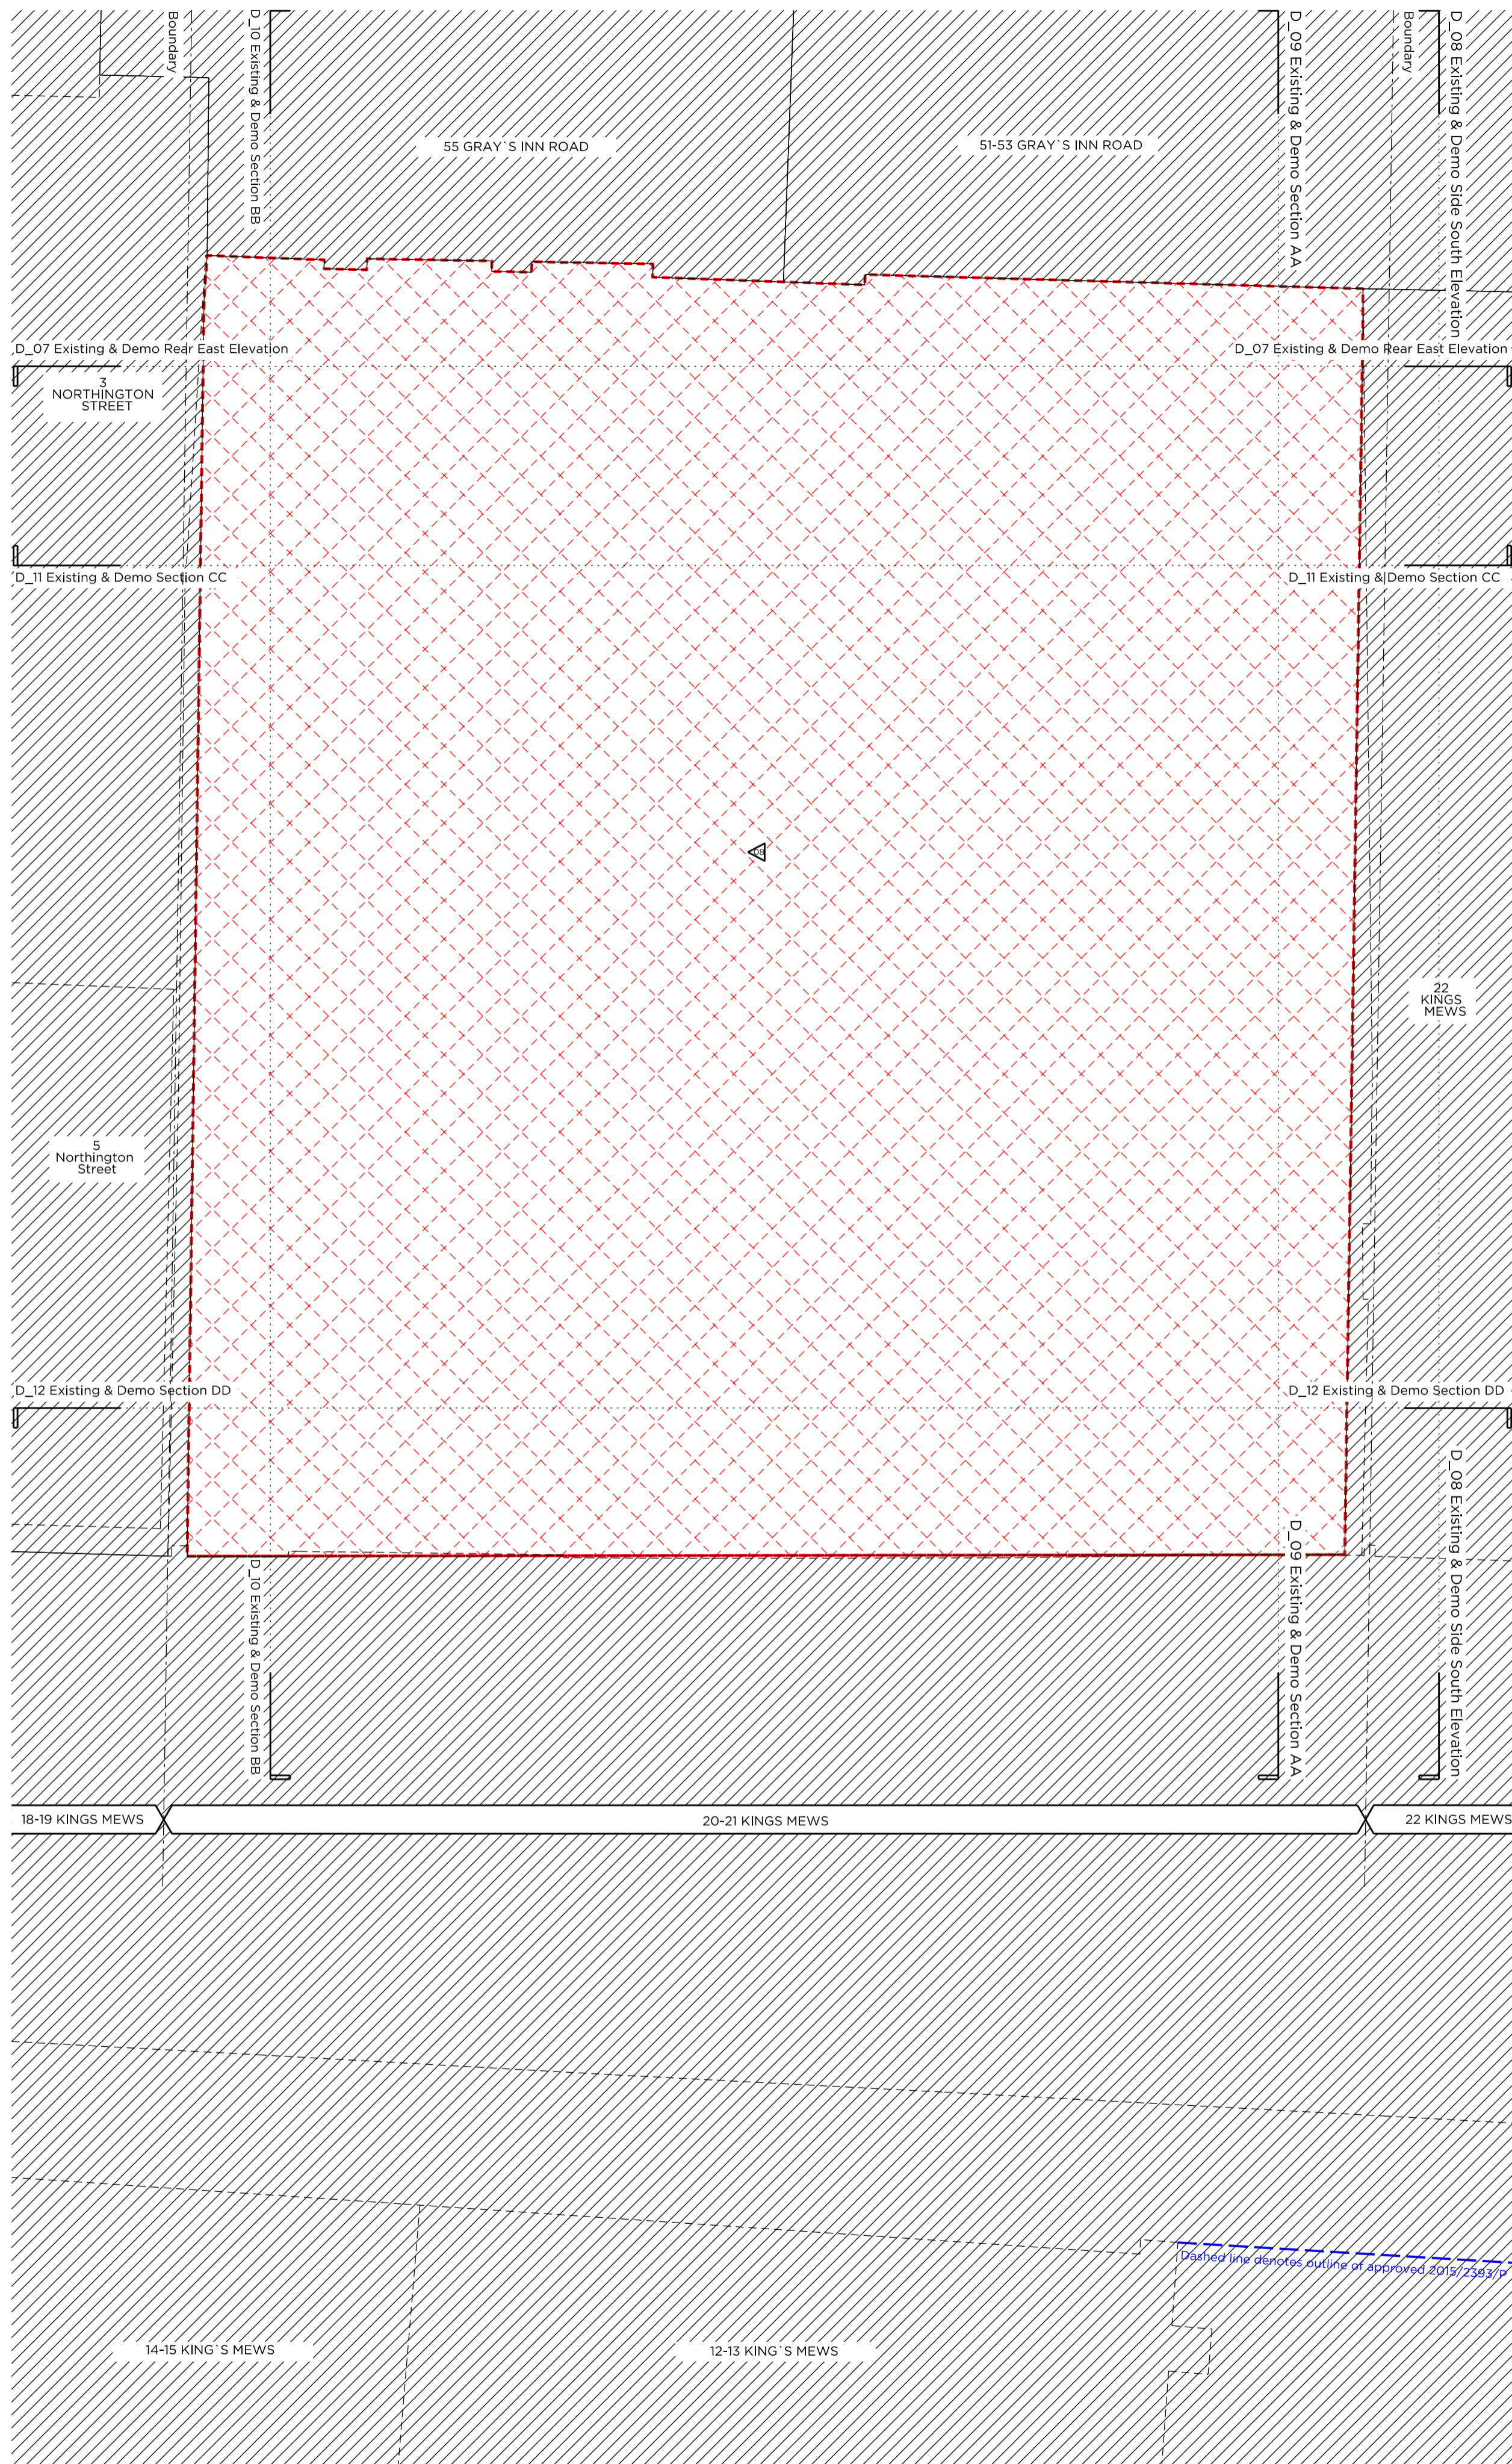 Boundary
D_10 Existing & Demo Section BB
D_09 Existing & Demo Section AA
Boundary
D_08 Existing & Demo Side South Elevation
55 GRAY`S INN ROAD
51-53 GRAY`S INN ROAD
D_07 Existing & Demo Rear East Elevation
D_07 Existing & Demo Rear East Elevation
3
NORTHINGTON
STREET
D_11 Existing & Demo Section CC
D_11 Existing & Demo Section CC
08
22
KINGS
MEWS
5
Northington
Street
D_12 Existing & Demo Section DD
D_12 Existing & Demo Section DD
D_10 Existing & Demo Section BB
D_09 Existing & Demo Section AA
D_08 Existing & Demo Side South Elevation
18-19 KINGS MEWS
20-21 KINGS MEWS
22 KINGS MEWS
Dashed line denotes outline of approved 2015/2393/P
14-15 KING`S MEWS
12-13 KING`S MEWS